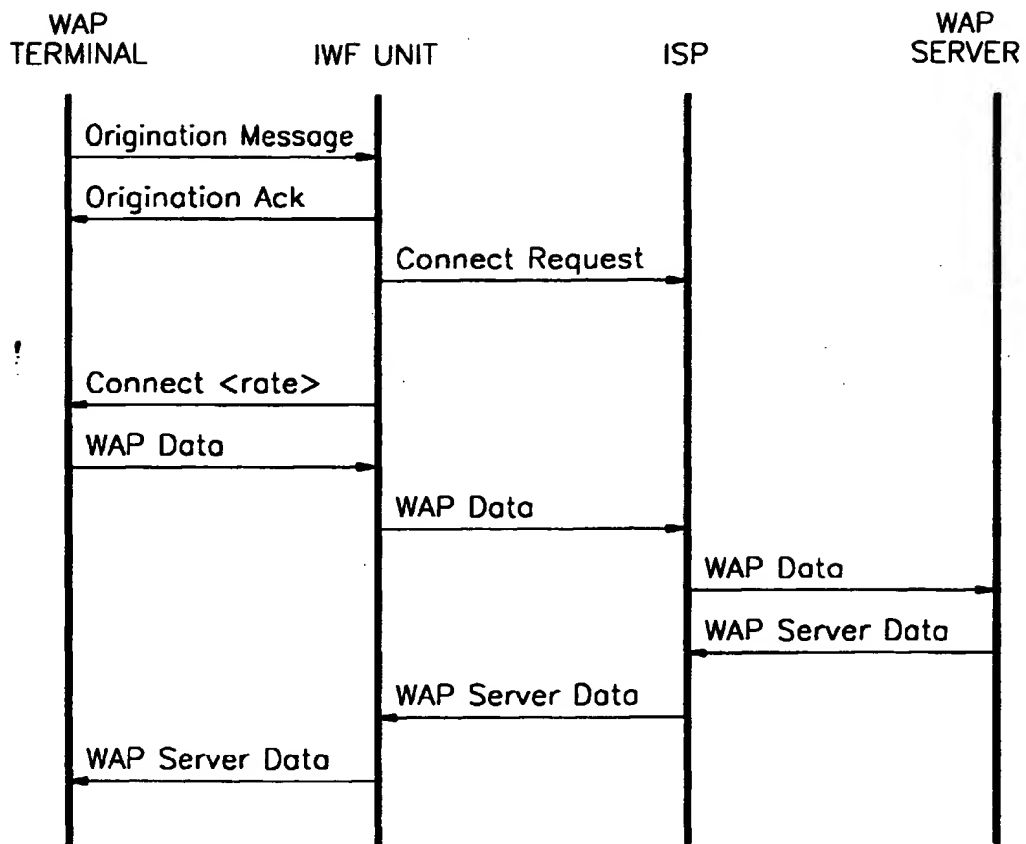 WAP
TERMINAL
IWF UNIT
ISP
WAP
SERVER
Origination Message
Origination Ack
Connect Request
Connect <rate>
WAP Data
WAP Data
WAP Data
WAP Server Data
WAP Server Data
WAP Server Data